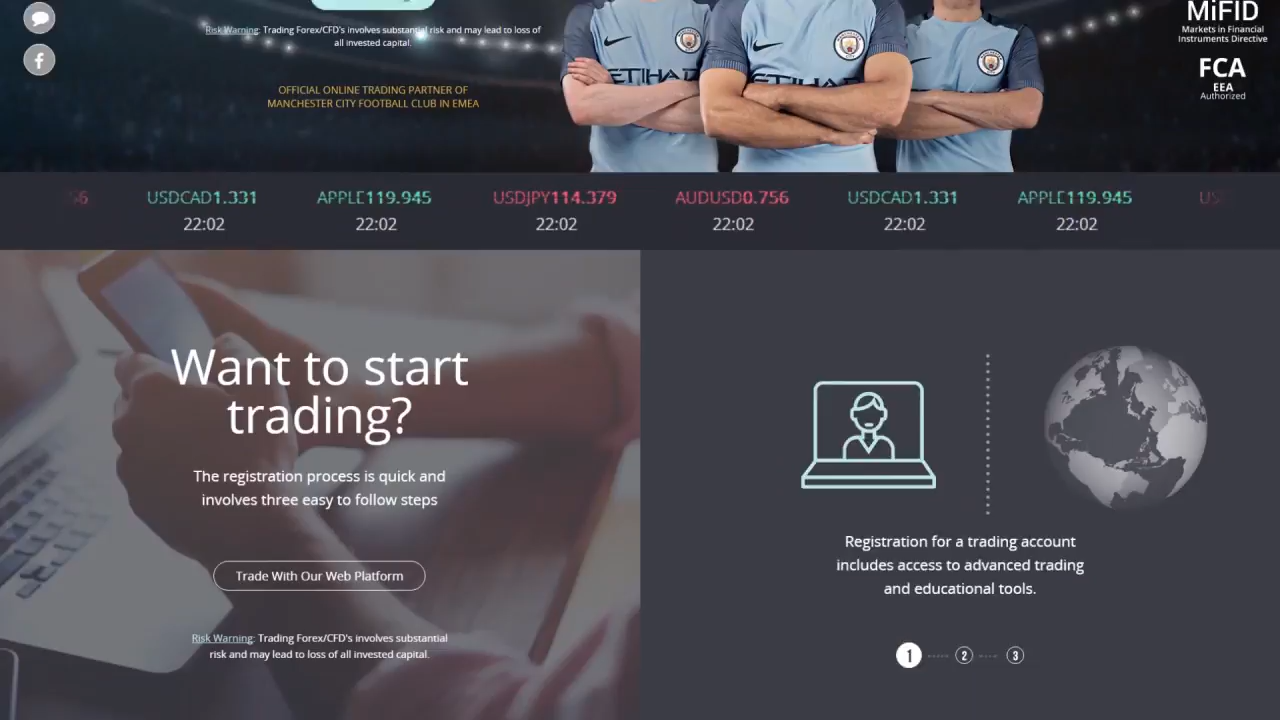 Risk Warning: Trading Forex/CFD's involves substantial risk and may lead to loss of
all invested capital.
OFFICIAL ONLINE TRADING PARTNER OF
MANCHESTER CITY FOOTBALL CLUB IN EMEA
ETIHAD
ETIHAD
MiFID
Markets in Financial
Instruments Directive
FCA
EEA
Authorized
USDCAD1.331 APPLE119.945 USDJPY114.379 AUDUSD0.756 USDCAD1.331 APPLE119.945
22:02 22:02 22:02 22:02 22:02 22:02
Want to start
trading?
The registration process is quick and
involves three easy to follow steps
Trade With Our Web Platform
Risk Warning: Trading Forex/CFD's involves substantial
risk and may lead to loss of all invested capital.
Registration for a trading account
includes access to advanced trading
and educational tools.
1 2 3